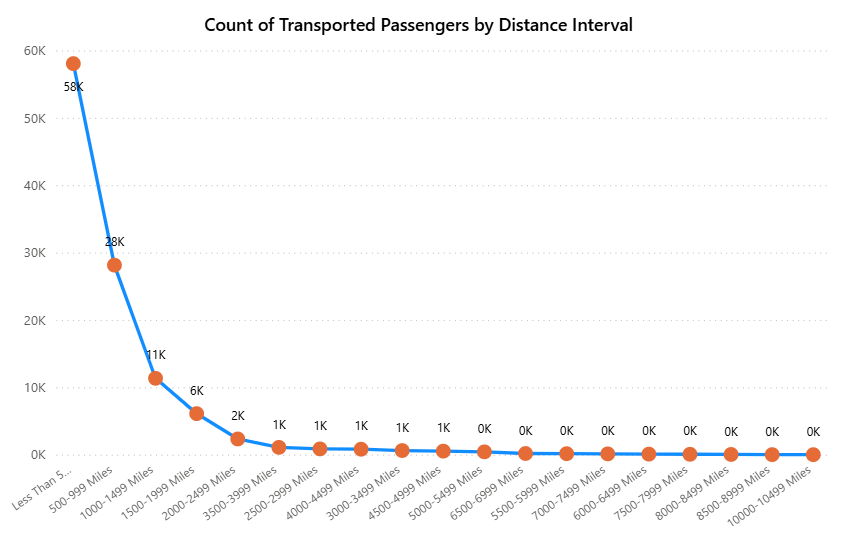 Count of Transported Passengers by Distance Interval
60K
50K
40K
30K
20K
10K
0K
58K
28K
11K
6K
2K
1K
1K
1K
1K
1K
0K
0K
0K
0K
0K
0K
0K
0K
0K
Less Than 5...
500-999 Miles
1000-1499 Miles
1500-1999 Miles
2000-2499 Miles
3500-3999 Miles
2500-2999 Miles
4000-4499 Miles
3000-3499 Miles
4500-4999 Miles
5000-5499 Miles
6500-6999 Miles
5500-5999 Miles
7000-7499 Miles
6000-6499 Miles
7500-7999 Miles
8000-8499 Miles
8500-8999 Miles
10000-10499 Miles